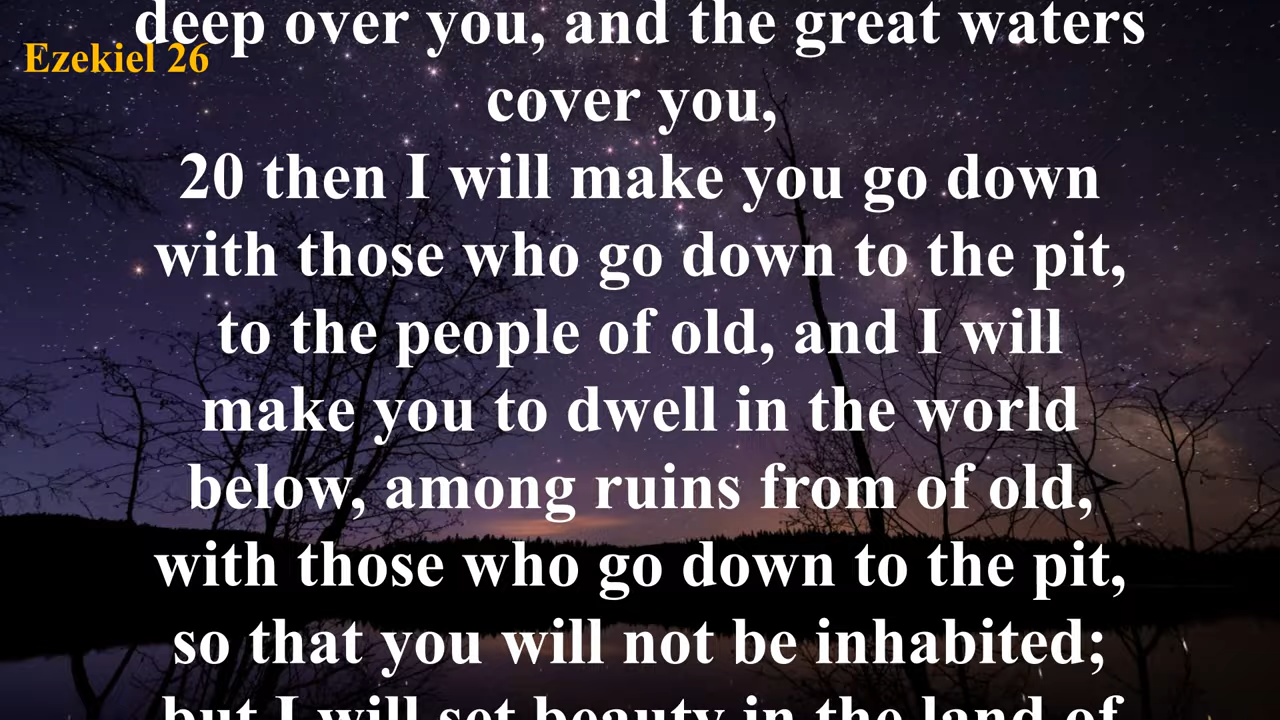 deep over you, and the great waters
Ezekiel 26
cover you,
20 then I will make you go down
with those who go down to the pit,
to the people of old, and I will
make you to dwell in the world
below, among ruins from of old,
with those who go down to the pit,
so that you will not be inhabited;
but I will set beauty in the land of